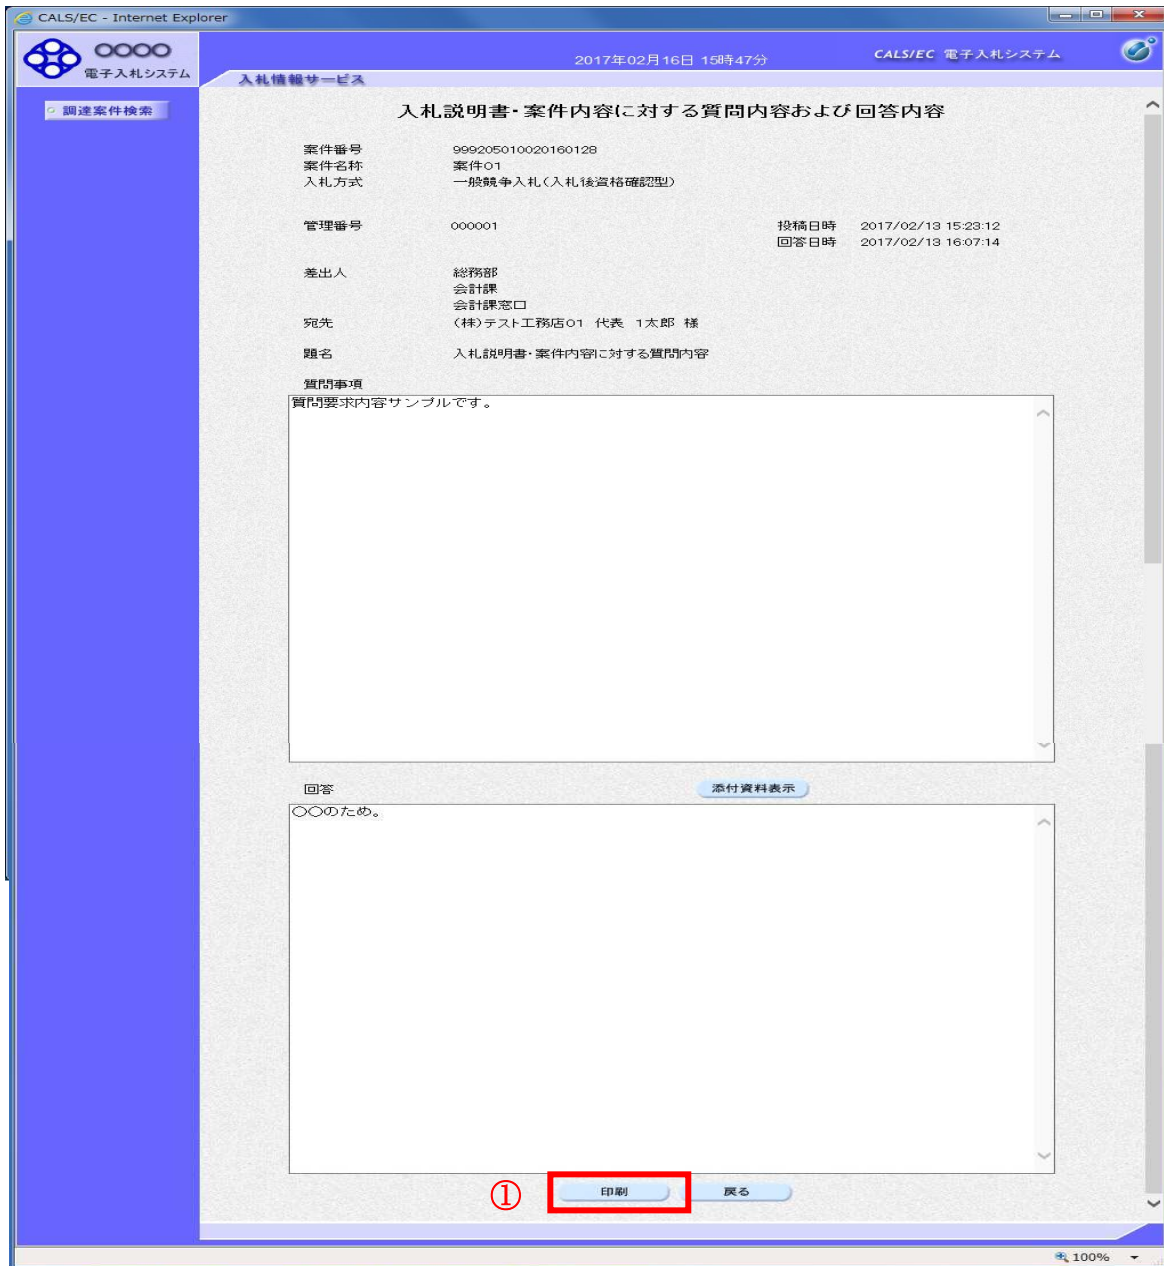 CALS/EC - Internet Explorer
〇〇〇〇
電子入札システム
2017年02月16日 15時47分
CALS/EC 電子入札システム
入札情報サービス
調達案件検索
入札説明書・案件内容に対する質問内容および回答内容
案件番号 999205010020160128
案件名称 案件01
入札方式 一般競争入札(入札後資格確認型)
管理番号 000001 投稿日時 2017/02/13 15:23:12
回答日時 2017/02/13 16:07:14
差出人 総務部
会計課
会計課窓口
宛先 (株)テスト工務店01 代表 1太郎 様
題名 入札説明書・案件内容に対する質問内容
質問事項
質問要求内容サンプルです。
回答 添付資料表示
〇〇のため。
① 印刷 戻る
100%